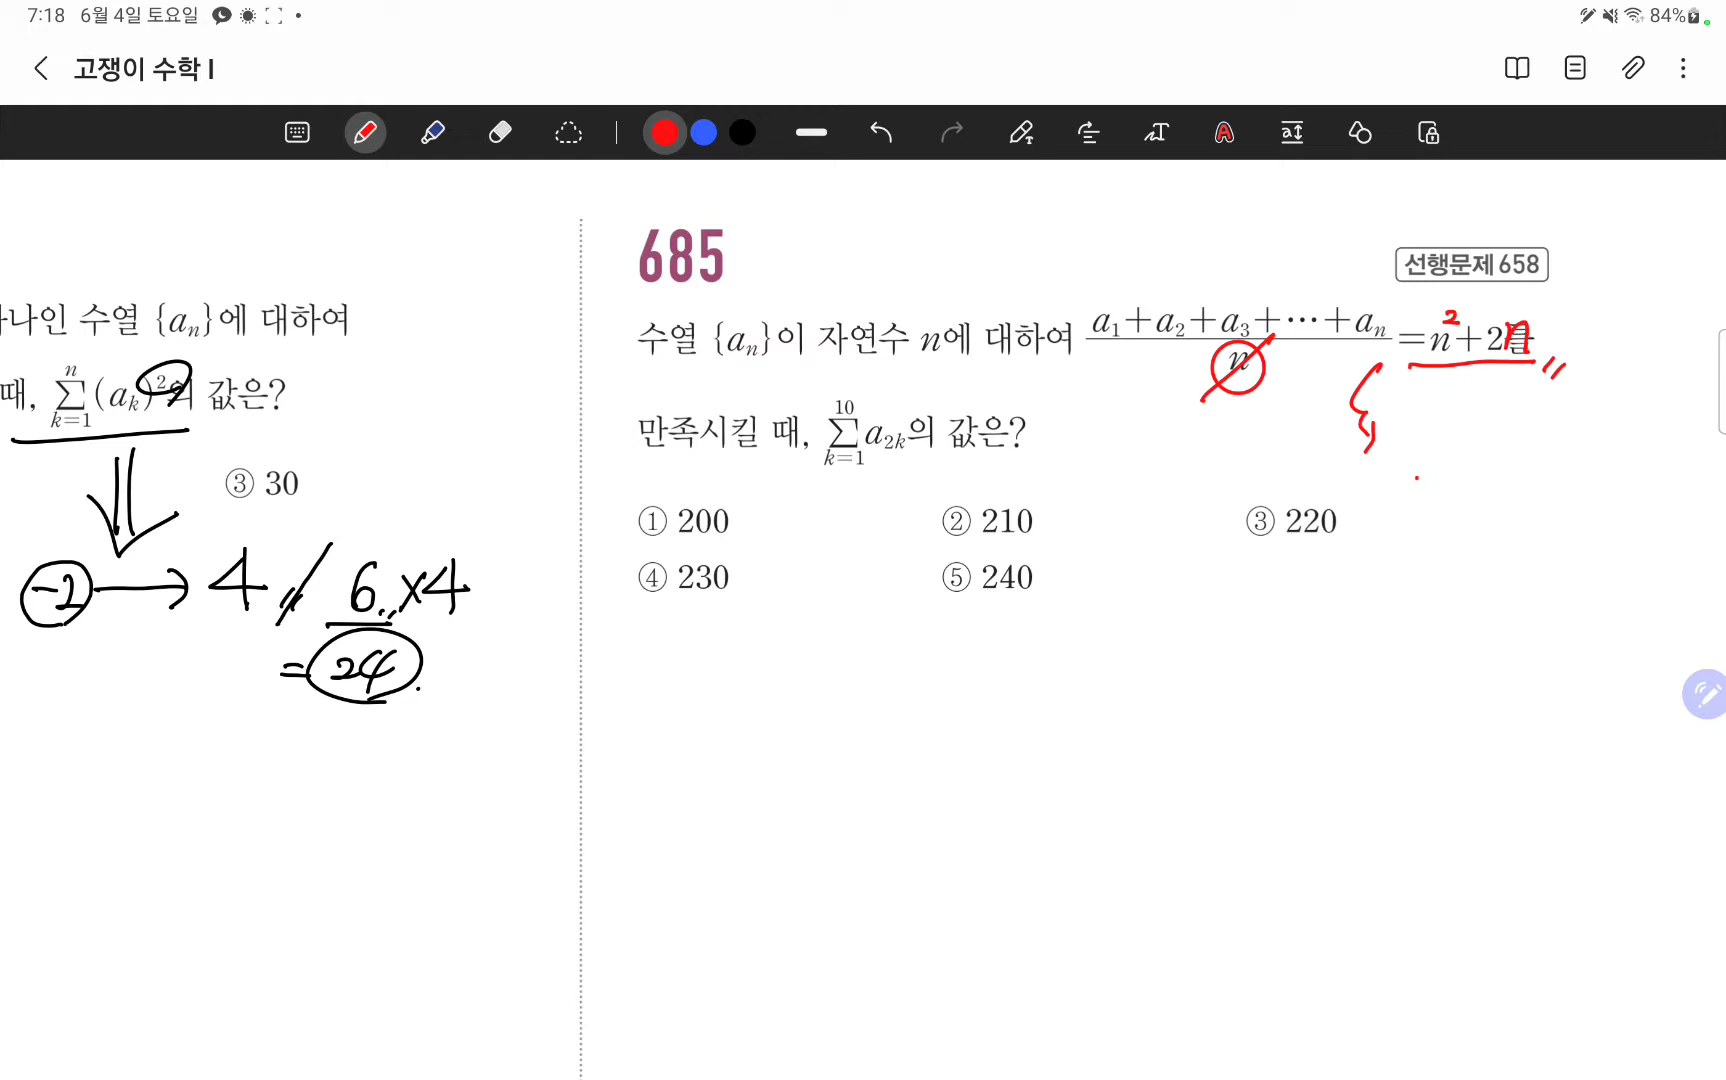 7:18 6월 4일 토요일 84%
고쟁이 수학 I
685
선행문제 658
나인 수열 {aₙ}에 대하여
때, ∑ₖ₌₁ⁿ(aₖ)²의 값은?
③ 30
-2 → 4 / 6 ×4
= 24
수열 {aₙ}이 자연수 n에 대하여 (a₁+a₂+a₃+⋯+aₙ)/n = n²+2n
만족시킬 때, ∑ₖ₌₁¹⁰ a₂ₖ의 값은?
① 200 ② 210 ③ 220
④ 230 ⑤ 240